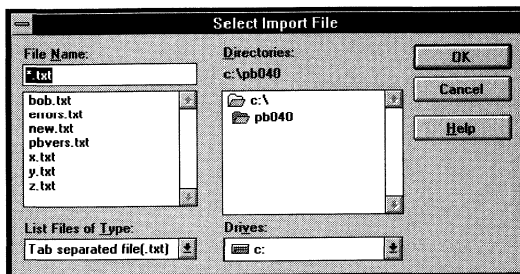 Select Import File
File Name:
*.txt
bob.txt
errors.txt
new.txt
pbvers.txt
x.txt
y.txt
z.txt
List Files of Type:
Tab separated file(.txt)
Directories:
c:\pb040
c:\
pb040
Drives:
c:
OK
Cancel
Help